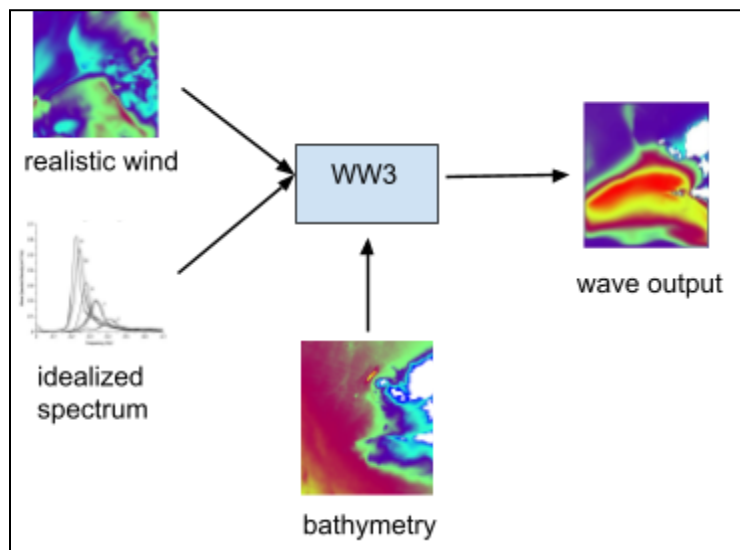 realistic wind
WW3
wave output
idealized
spectrum
bathymetry